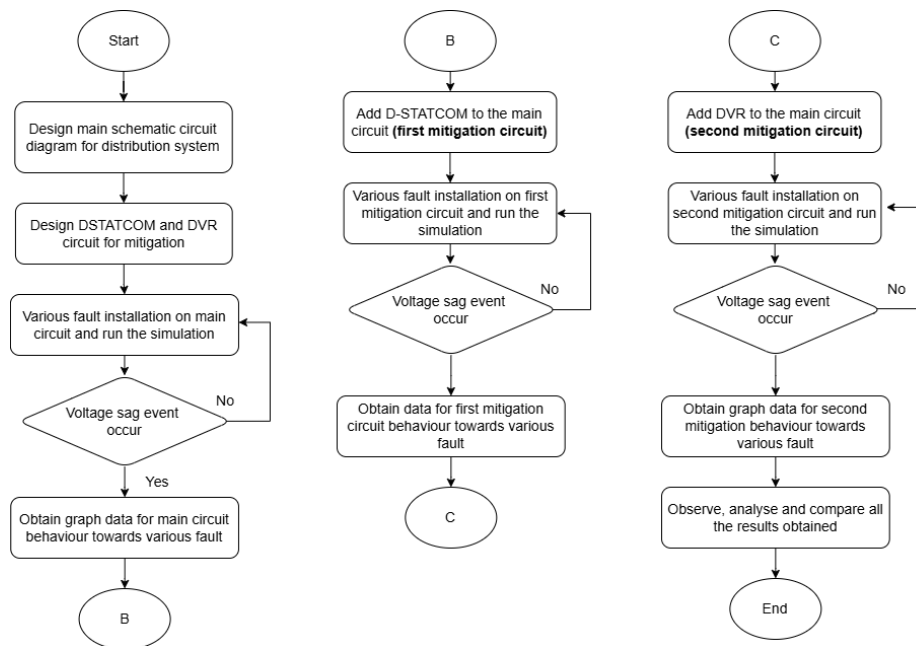 Start
Design main schematic circuit
diagram for distribution system
Design DSTATCOM and DVR
circuit for mitigation
Various fault installation on main
circuit and run the simulation
No
Voltage sag event
occur
Yes
Obtain graph data for main circuit
behaviour towards various fault
B
B
Add D-STATCOM to the main
circuit (first mitigation circuit)
Various fault installation on first
mitigation circuit and run the
simulation
No
Voltage sag event
occur
Obtain data for first mitigation
circuit behaviour towards various
fault
C
C
Add DVR to the main circuit
(second mitigation circuit)
Various fault installation on
second mitigation circuit and run
the simulation
No
Voltage sag event
occur
Obtain graph data for second
mitigation behaviour towards
various fault
Observe, analyse and compare all
the results obtained
End